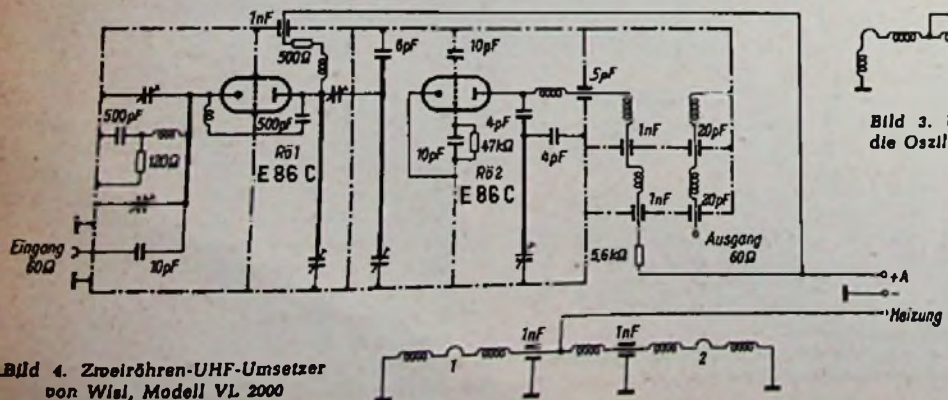 1nF
500Ω
6pF
10pF
5pF
500pF
120Ω
500pF
Rö1
E 86 C
10pF
47kΩ
Rö2
E 86 C
4pF
4pF
1nF
20pF
1nF
20pF
Eingang
60Ω
10pF
Ausgang
60Ω
5,6kΩ
+A
-
Heizung
1nF
1nF
1
2
Bild 3.
die Oszil
Bild 4. Zweiröhren-UHF-Umsetzer
von Wisi, Modell VL 2000